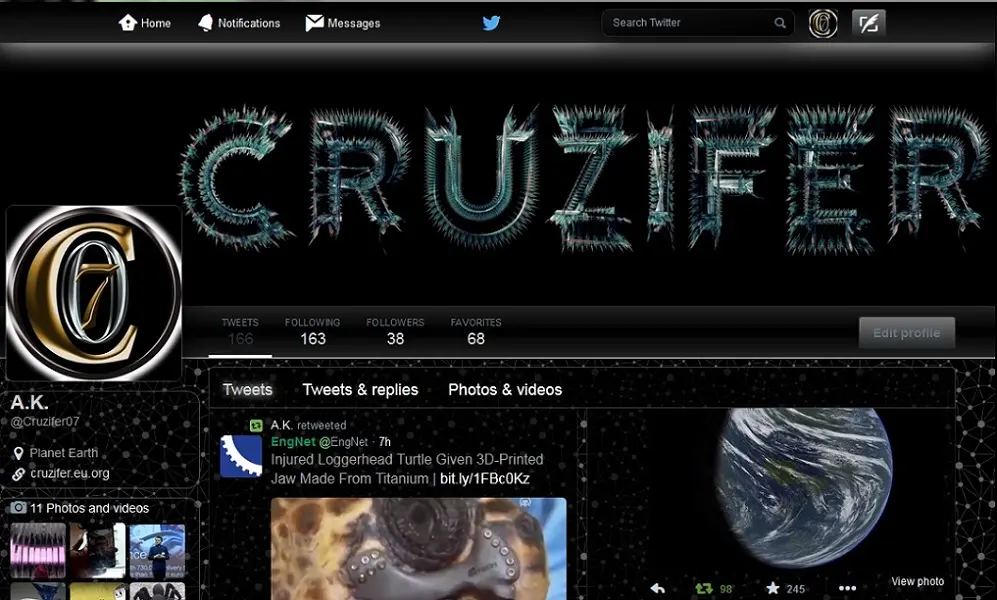 Home Notifications Messages Search Twitter
CRUZIFER
C07
TWEETS FOLLOWING FOLLOWERS FAVORITES
166 163 38 68
Edit profile
A.K.
@Cruzifer07
Planet Earth
cruzifer.eu.org
11 Photos and videos
Tweets Tweets & replies Photos & videos
A.K. retweeted
EngNet @EngNet · 7h
Injured Loggerhead Turtle Given 3D-Printed
Jaw Made From Titanium | bit.ly/1FBc0Kz
98 245
View photo